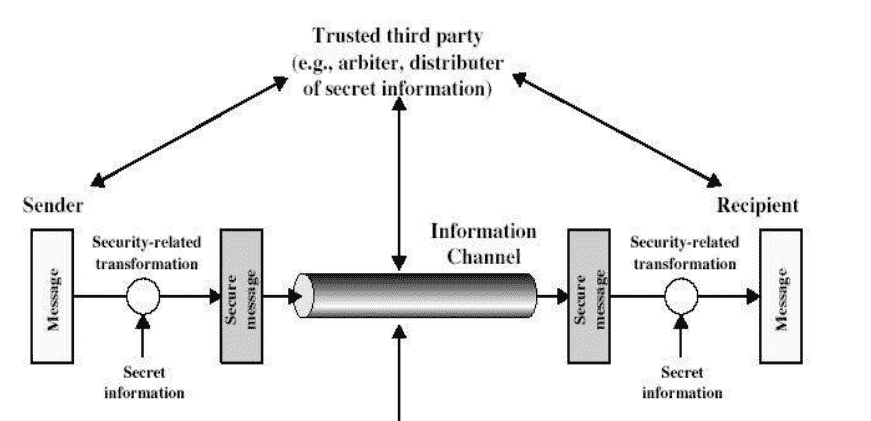 Trusted third party
(e.g., arbiter, distributer
of secret information)
Sender
Recipient
Information
Channel
Security-related
transformation
Security-related
transformation
Message
Secure
message
Secure
message
Message
Secret
information
Secret
information